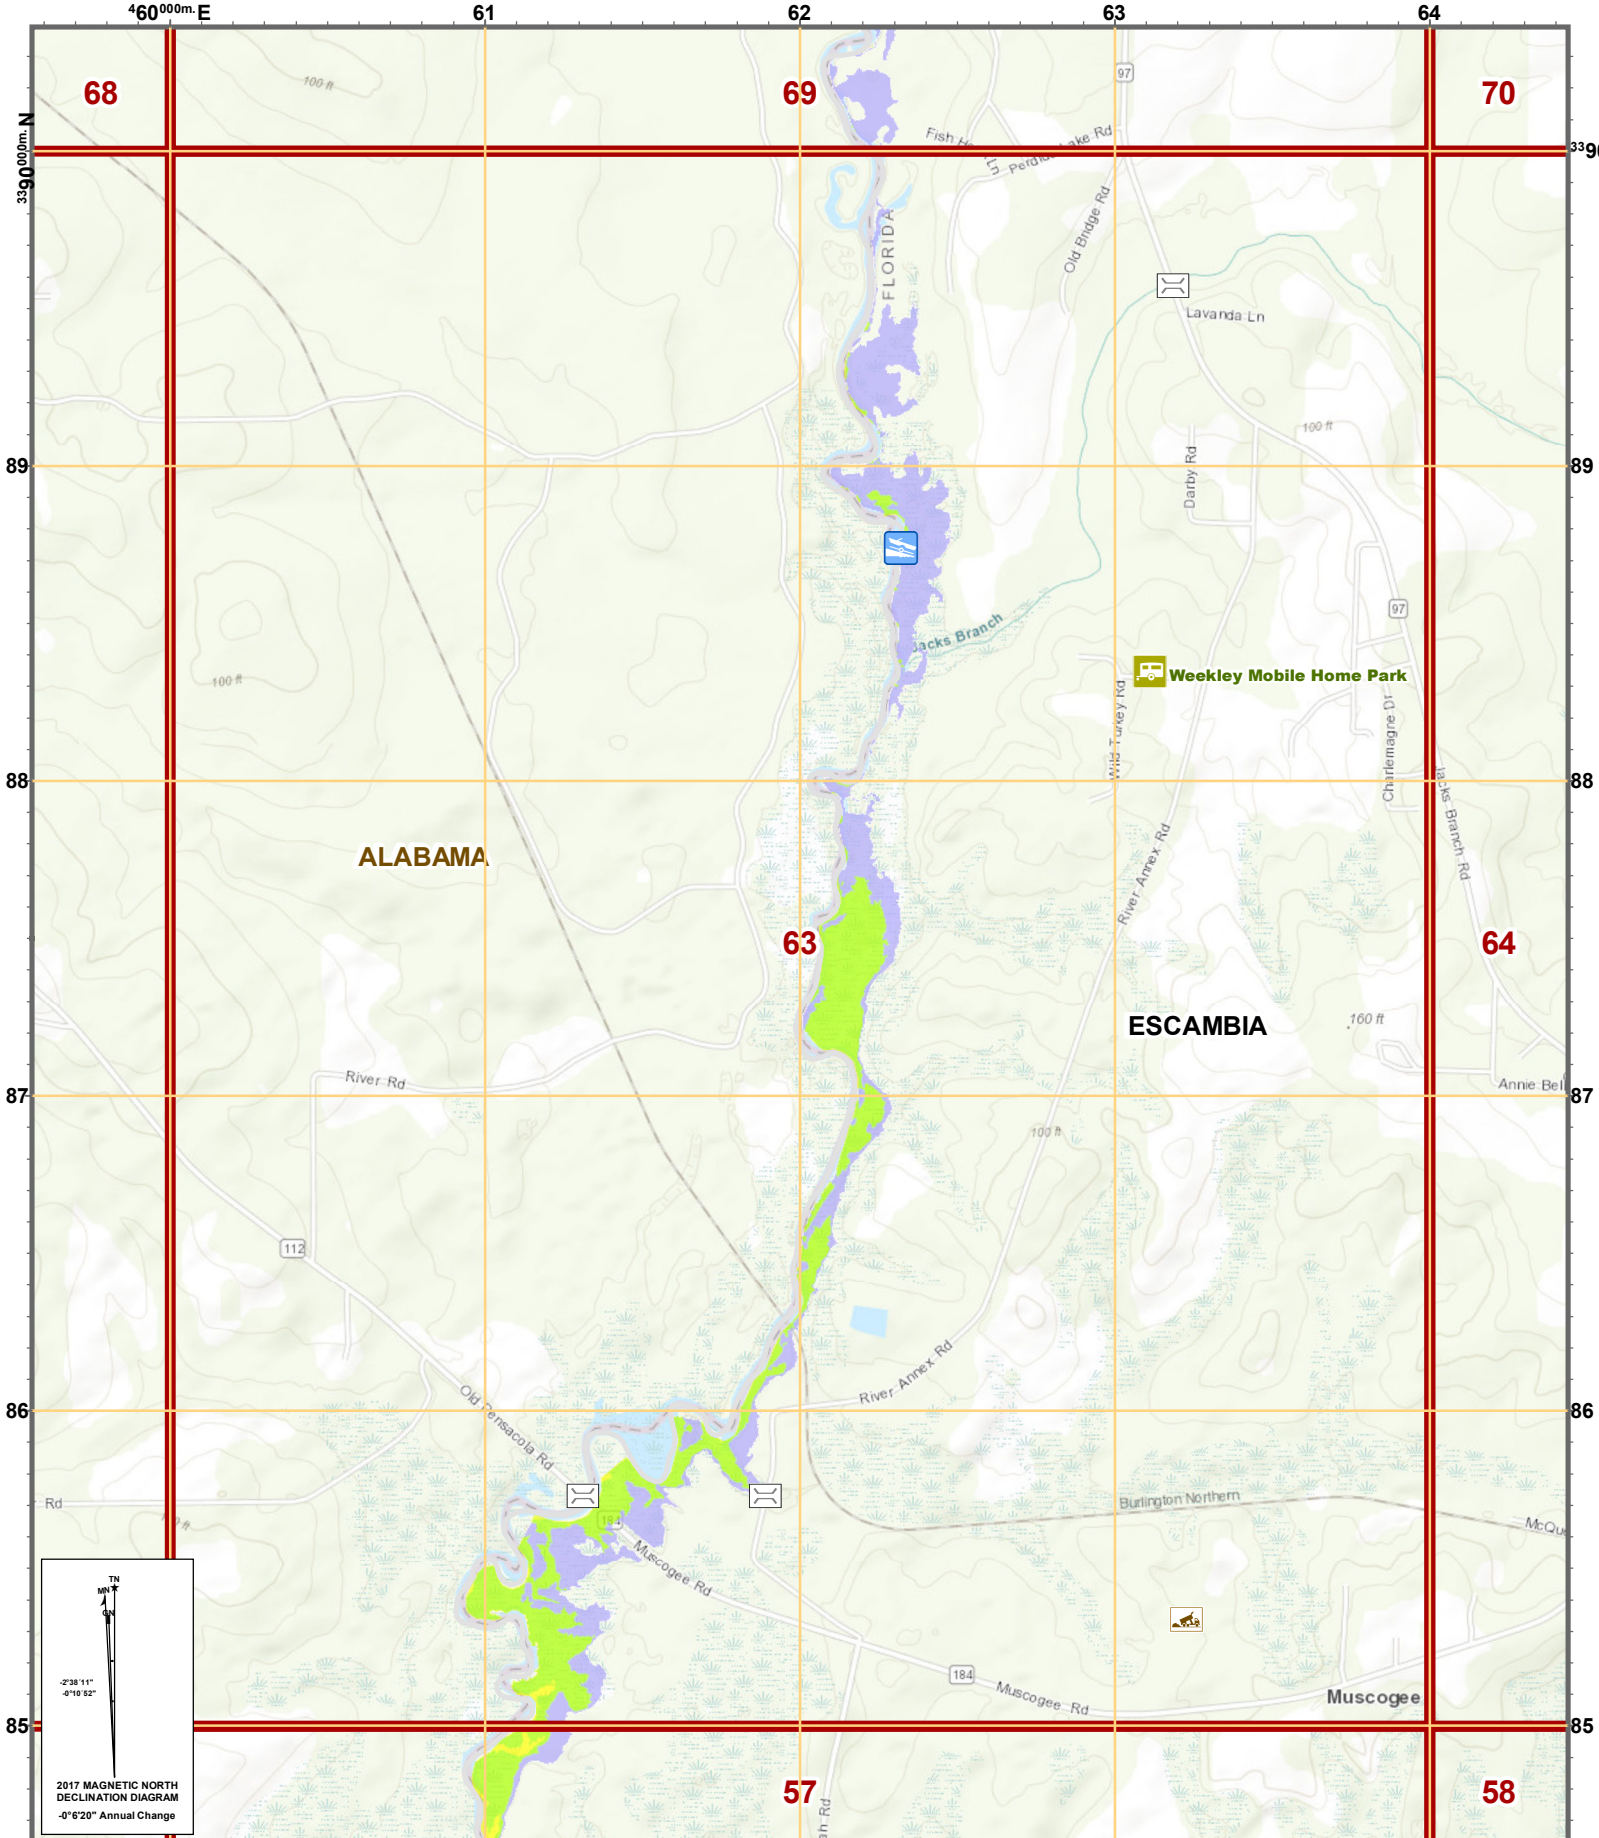 460000m.E 61 62 63 64
3390000m.N
68 69 70
100 ft
97
Perdido Lake Rd
3390
Old Bridge Rd
FLORIDA
Lavanda Ln
100 ft
Darby Rd
89 89
97
Jacks Branch
Weekley Mobile Home Park
100 ft
Wild Turkey Rd
Charlemagne Dr
88 88
Jacks Branch Rd
ALABAMA
River Annex Rd
63 64
160 ft
ESCAMBIA
River Rd
Annie Bell
87 87
100 ft
112
River Annex Rd
86 86
Old Pensacola Rd
Rd
Burlington Northern
184
McQu
Muscogee Rd
184
Muscogee Rd
Muscogee
85 85
TN
MN
GN
-2°38'11"
-0°10'52"
2017 MAGNETIC NORTH
DECLINATION DIAGRAM
-0°6'20" Annual Change
57 58
ah Rd